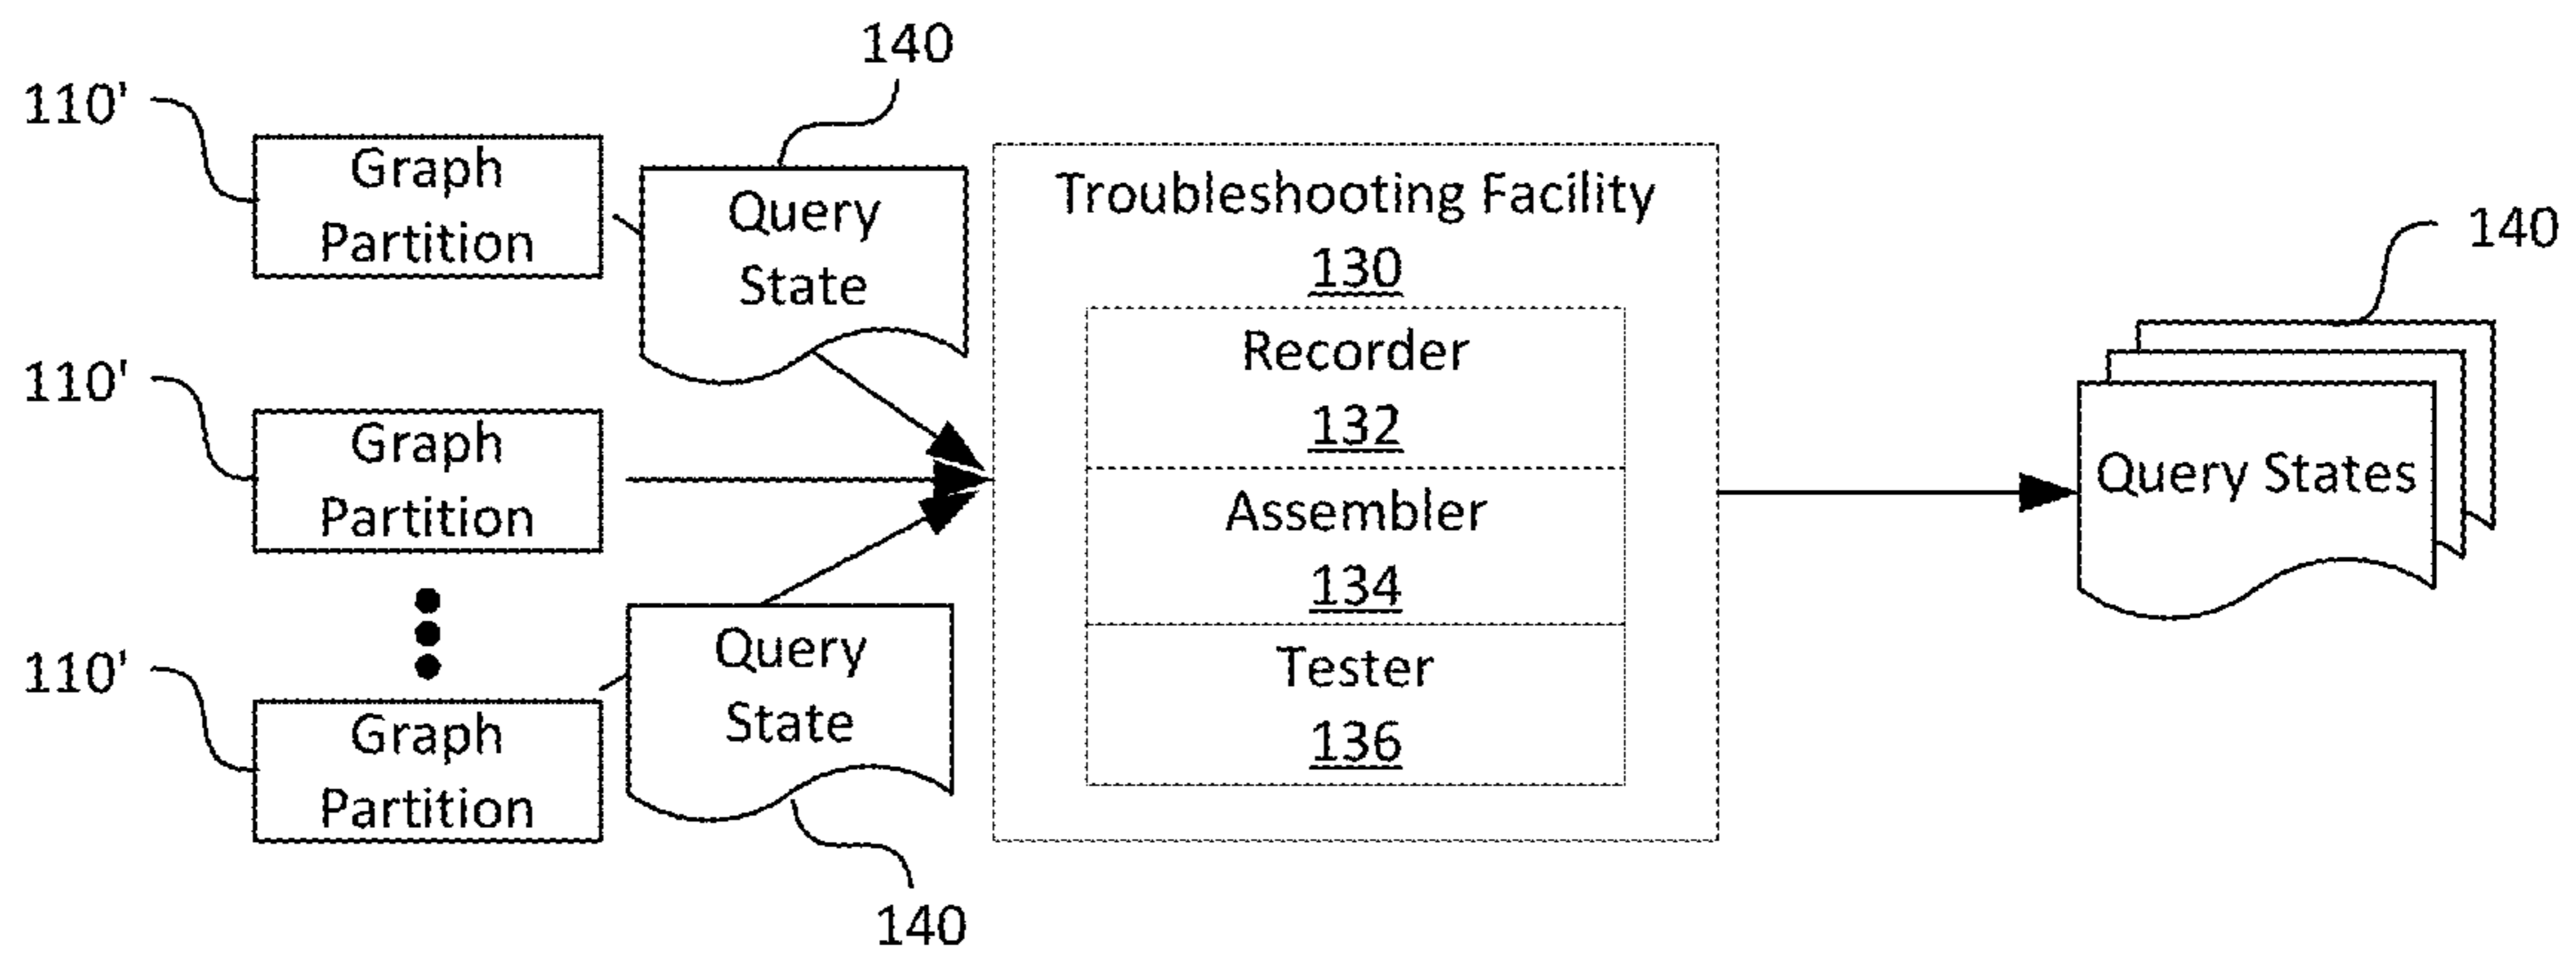 140
110'
Graph
Partition
Query
State
110'
Graph
Partition
110'
Graph
Partition
Query
State
140
Troubleshooting Facility
130
Recorder
132
Assembler
134
Tester
136
140
Query States